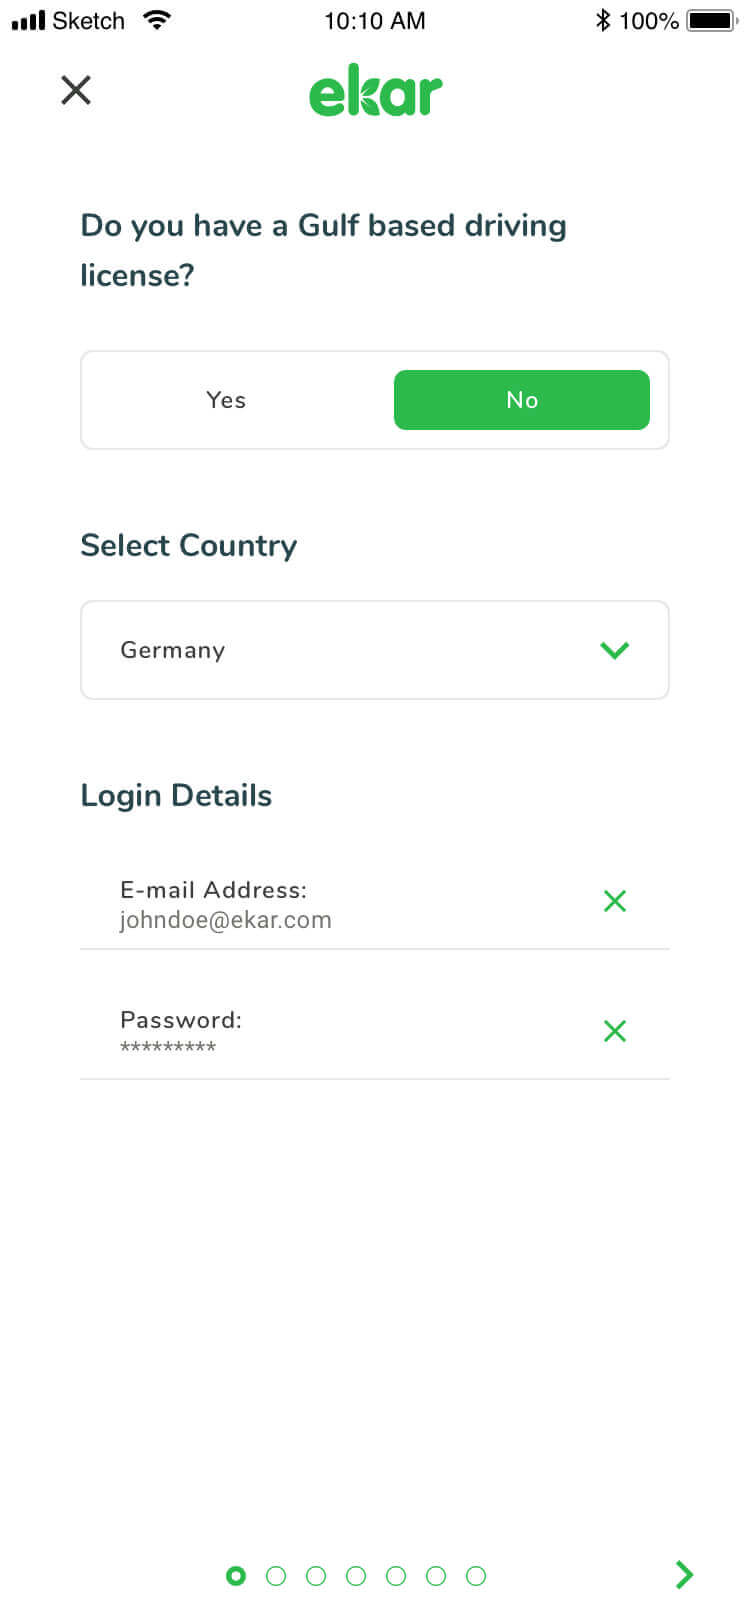 Sketch 10:10 AM 100%
ekar
Do you have a Gulf based driving
license?
Yes No
Select Country
Germany
Login Details
E-mail Address:
johndoe@ekar.com
Password:
*********